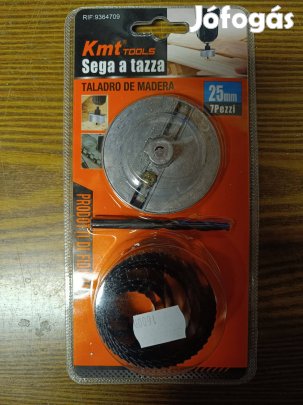 Jófogás
RIF:9364709
Kmt TOOLS
Sega a tazza
TALADRO DE MADERA
25mm
7Pezzi